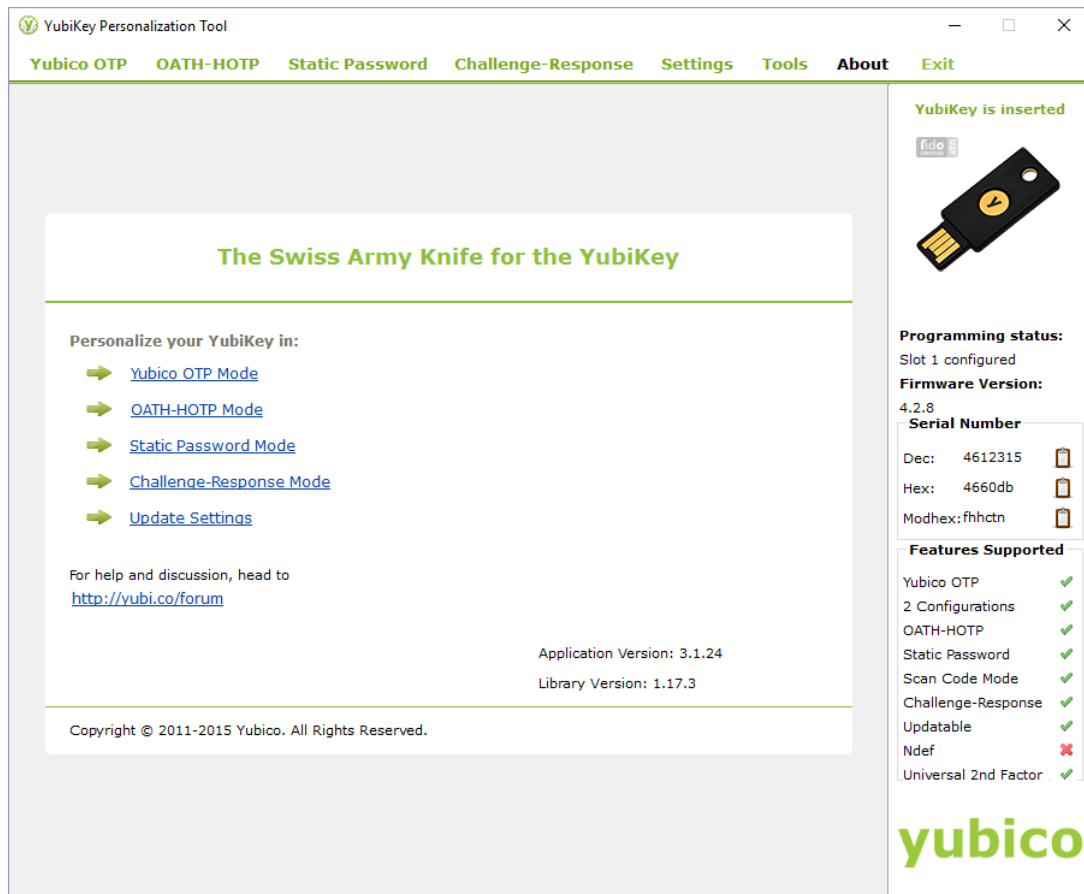 YubiKey Personalization Tool
Yubico OTP OATH-HOTP Static Password Challenge-Response Settings Tools About Exit
The Swiss Army Knife for the YubiKey
Personalize your YubiKey in:
Yubico OTP Mode
OATH-HOTP Mode
Static Password Mode
Challenge-Response Mode
Update Settings
For help and discussion, head to
http://yubi.co/forum
Application Version: 3.1.24
Library Version: 1.17.3
Copyright © 2011-2015 Yubico. All Rights Reserved.
YubiKey is inserted
fido
Programming status:
Slot 1 configured
Firmware Version:
4.2.8
Serial Number
Dec: 4612315
Hex: 4660db
Modhex: fhhctn
Features Supported
Yubico OTP
2 Configurations
OATH-HOTP
Static Password
Scan Code Mode
Challenge-Response
Updatable
Ndef
Universal 2nd Factor
yubico